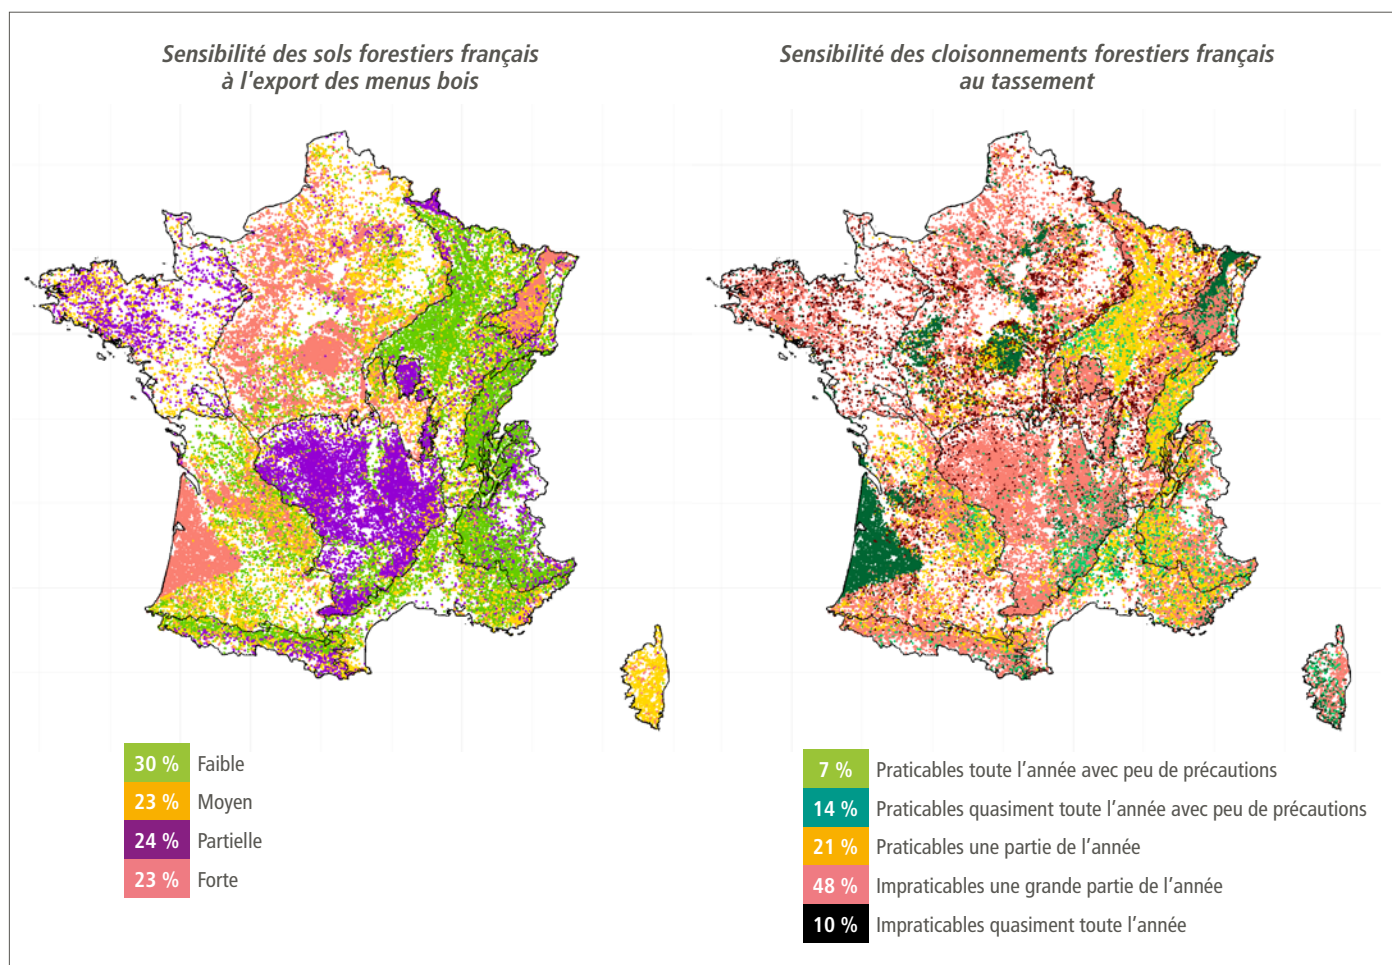 Sensibilité des sols forestiers français
à l'export des menus bois
30 % Faible
23 % Moyen
24 % Partielle
23 % Forte
Sensibilité des cloisonnements forestiers français
au tassement
7 % Praticables toute l’année avec peu de précautions
14 % Praticables quasiment toute l’année avec peu de précautions
21 % Praticables une partie de l’année
48 % Impraticables une grande partie de l’année
10 % Impraticables quasiment toute l’année